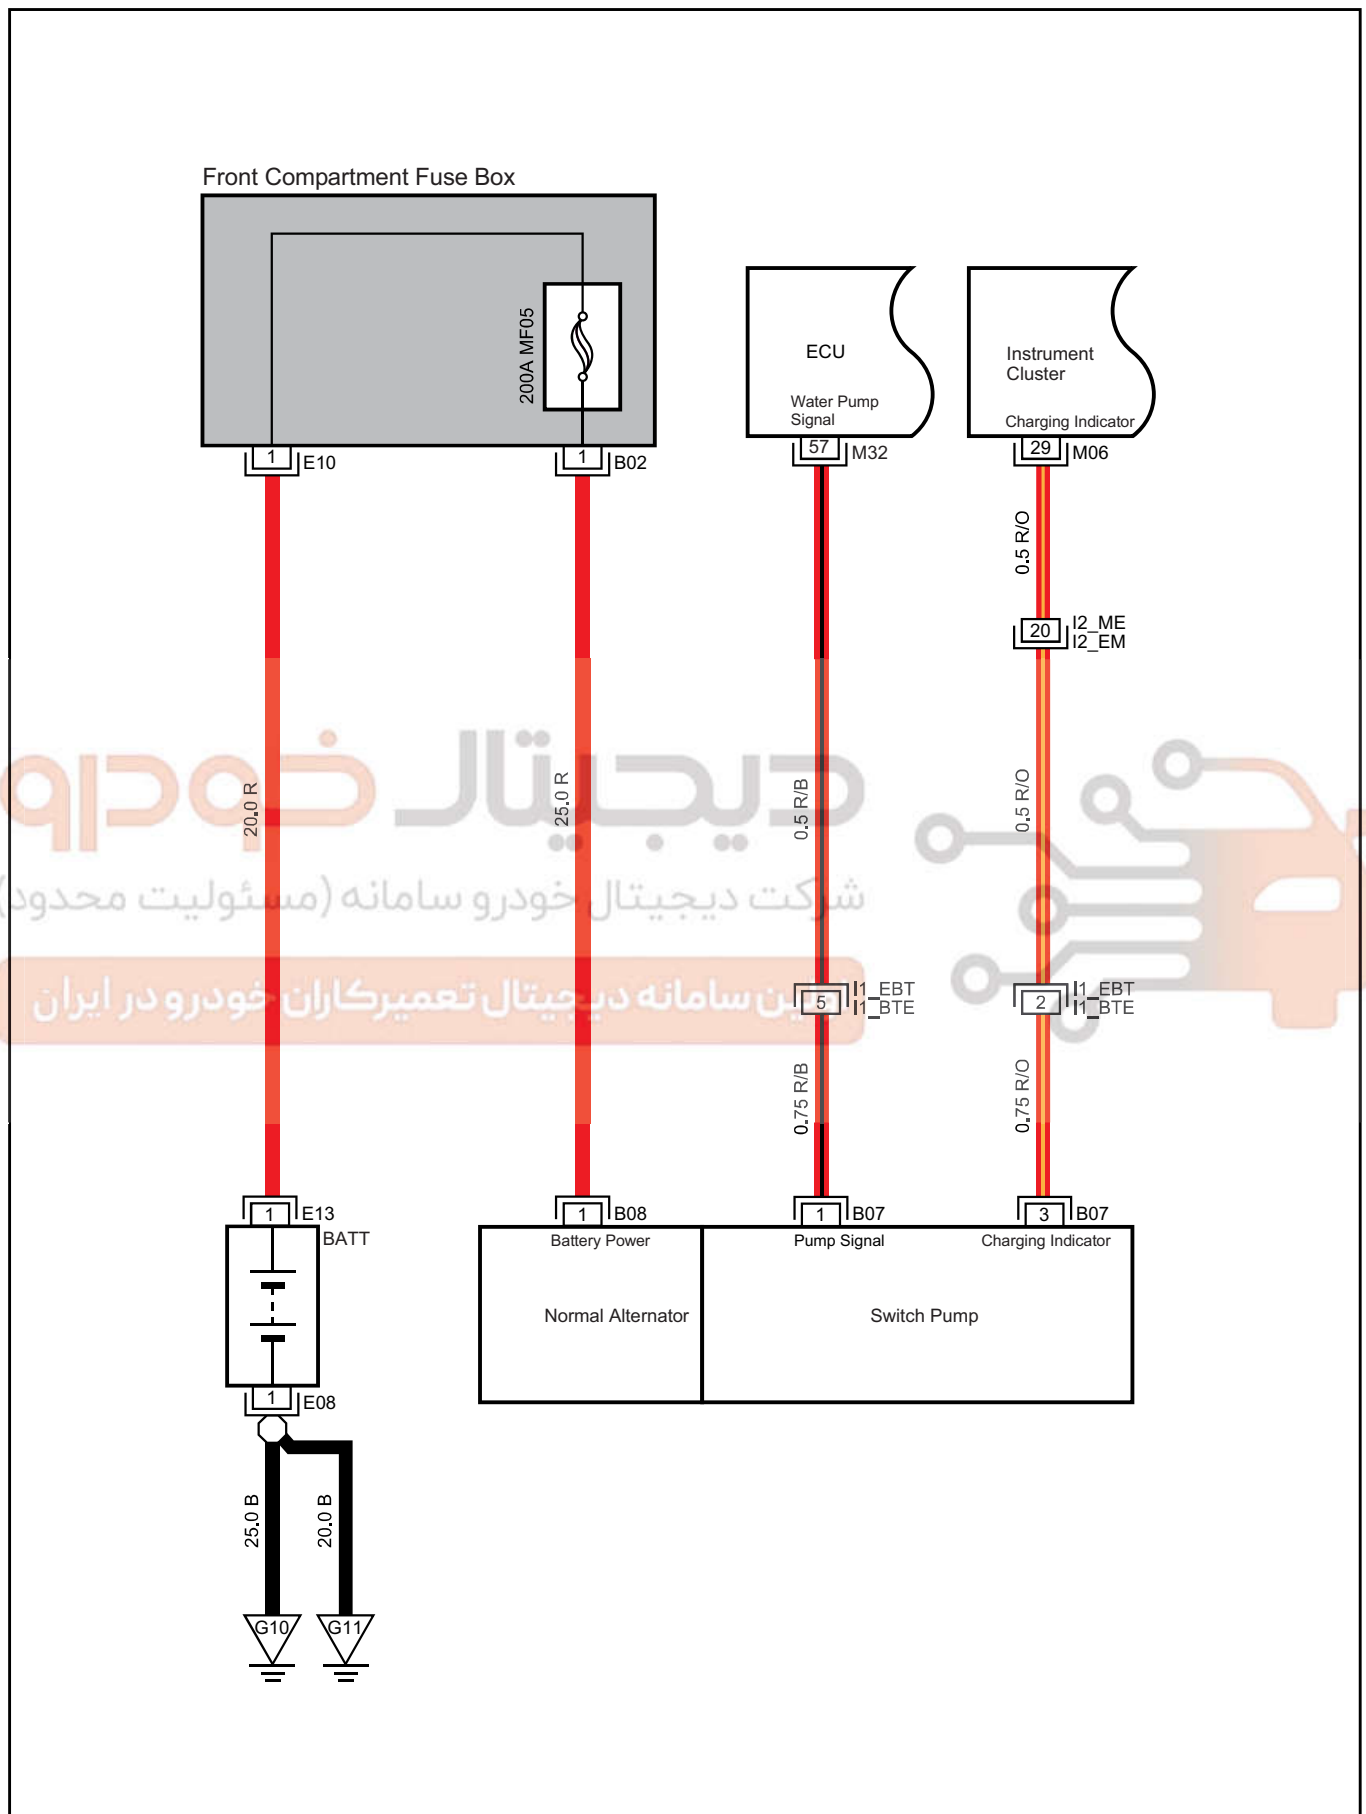 Front Compartment Fuse Box
200A MF05
ECU
Water Pump
Signal
Instrument
Cluster
Charging Indicator
1
E10
1
B02
57
M32
29
M06
0.5 R/O
20
I2_ME
I2_EM
20.0 R
25.0 R
0.5 R/B
0.5 R/O
دیجیتال خودرو
شرکت دیجیتال خودرو سامانه (مسئولیت محدود)
سامانه دیجیتال تعمیرکاران خودرو در ایران
5
I1_EBT
I1_BTE
2
I1_EBT
I1_BTE
0.75 R/B
0.75 R/O
1
E13
BATT
1
B08
Battery Power
1
B07
Pump Signal
3
B07
Charging Indicator
Normal Alternator
Switch Pump
1
E08
25.0 B
20.0 B
G10
G11